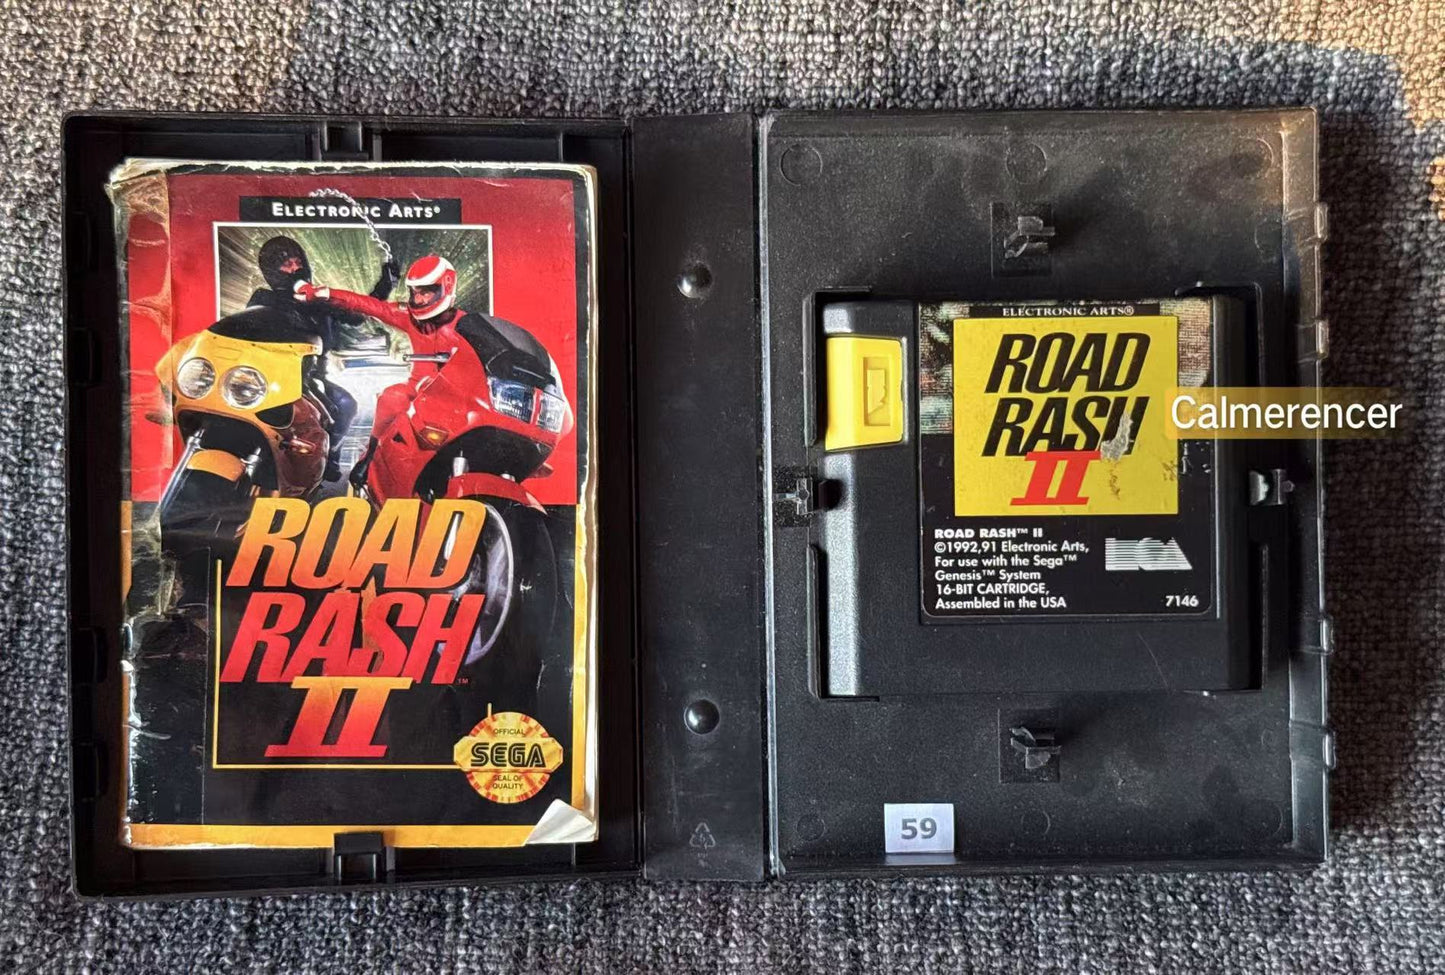 ELECTRONIC ARTS®
ROAD
RASH™
II
OFFICIAL
SEGA
SEAL OF
QUALITY
ELECTRONIC ARTS®
ROAD
RASH
II
Calmerencer
ROAD RASH™ II
©1992,91 Electronic Arts,
For use with the Sega™
Genesis™ System
16-BIT CARTRIDGE,
Assembled in the USA
EA
7146
59